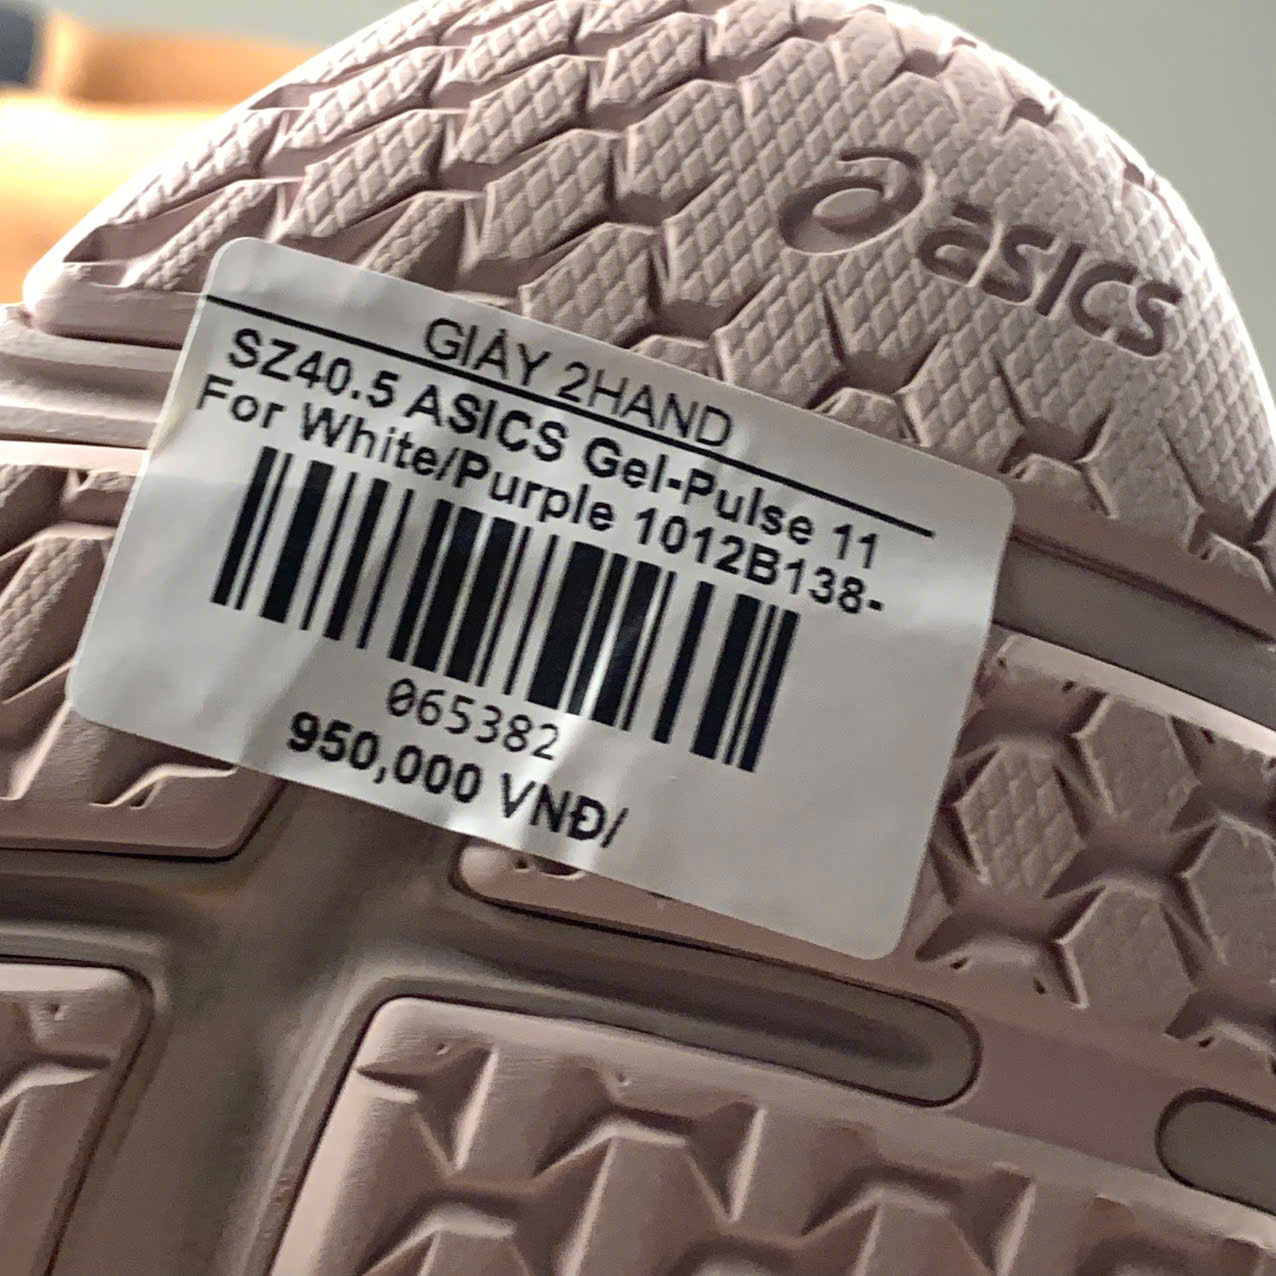 asics
GIÀY 2HAND
SZ40.5 ASICS Gel-Pulse 11
For White/Purple 1012B138-
065382
950,000 VNĐ/